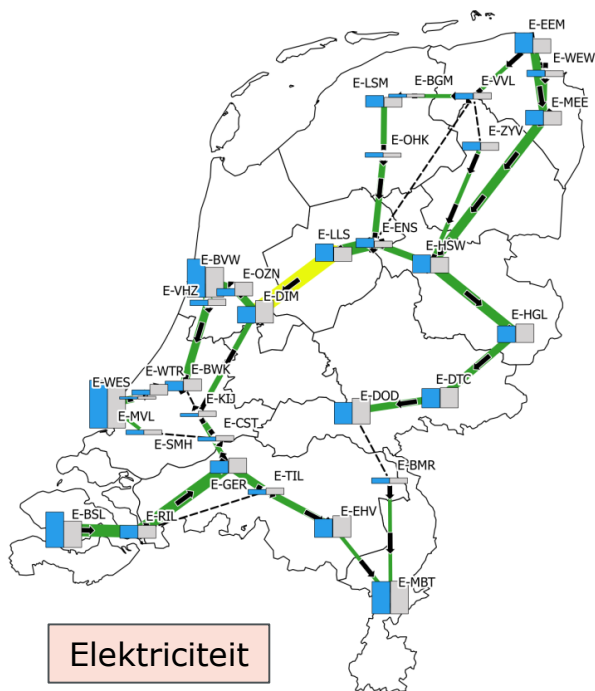 E-EEM
E-WEW
E-LSM
E-BGM
E-VVL
E-MEE
E-ZYV
E-OHK
E-ENS
E-LLS
E-HSW
E-BVW
E-OZN
E-VHZ
E-DIM
E-HGL
E-WTR
E-BWK
E-WES
E-KIJ
E-DTC
E-DOD
E-MVL
E-CST
E-SMH
E-BMR
E-TIL
E-GER
E-BSL
E-RIL
E-EHV
E-MBT
Elektriciteit